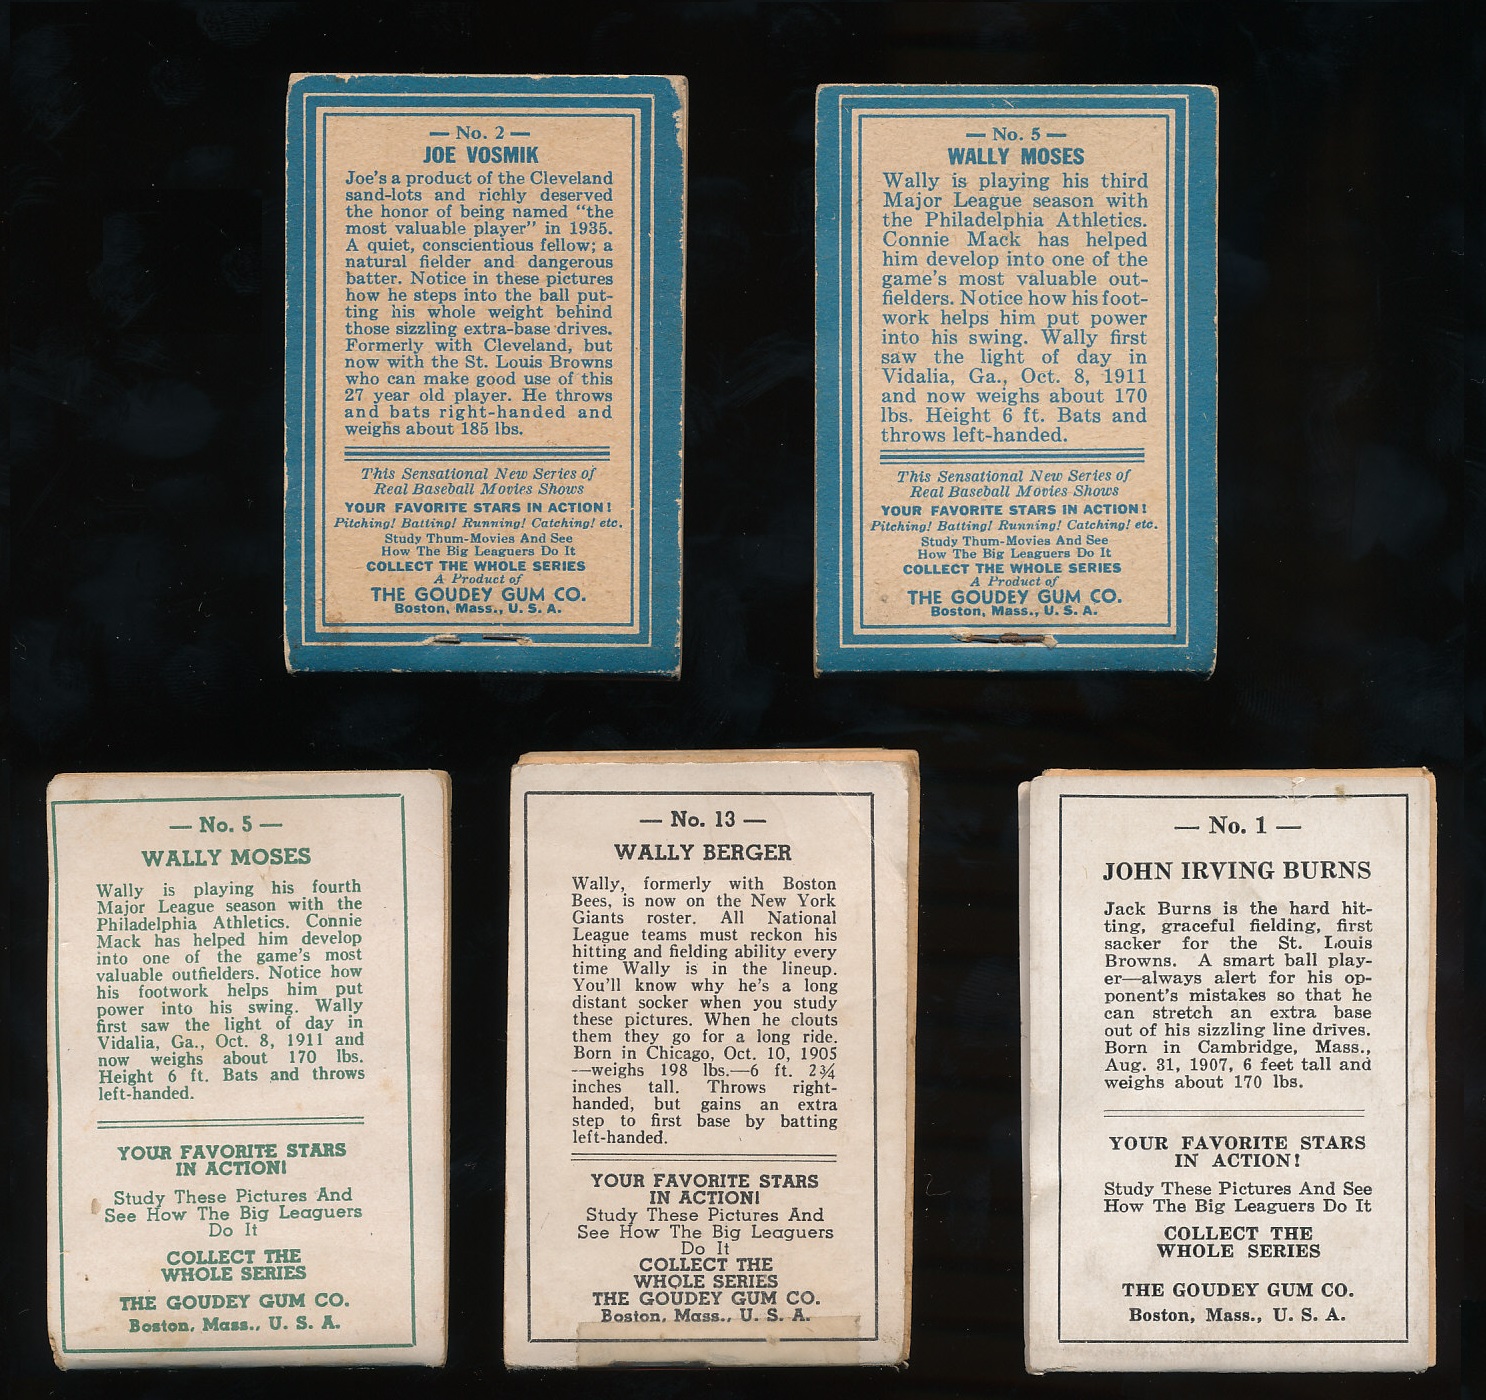 — No. 2 —
JOE VOSMIK
Joe's a product of the Cleveland
sand-lots and richly deserved
the honor of being named "the
most valuable player" in 1935.
A quiet, conscientious fellow; a
natural fielder and dangerous
batter. Notice in these pictures
how he steps into the ball put-
ting his whole weight behind
those sizzling extra-base drives.
Formerly with Cleveland, but
now with the St. Louis Browns
who can make good use of this
27 year old player. He throws
and bats right-handed and
weighs about 185 lbs.
This Sensational New Series of
Real Baseball Movies Shows
YOUR FAVORITE STARS IN ACTION!
Pitching! Batting! Running! Catching! etc.
Study Thum-Movies And See
How The Big Leaguers Do It
COLLECT THE WHOLE SERIES
A Product of
THE GOUDEY GUM CO.
Boston, Mass., U. S. A.
— No. 5 —
WALLY MOSES
Wally is playing his third
Major League season with
the Philadelphia Athletics.
Connie Mack has helped
him develop into one of the
game's most valuable out-
fielders. Notice how his foot-
work helps him put power
into his swing. Wally first
saw the light of day in
Vidalia, Ga., Oct. 8, 1911
and now weighs about 170
lbs. Height 6 ft. Bats and
throws left-handed.
This Sensational New Series of
Real Baseball Movies Shows
YOUR FAVORITE STARS IN ACTION!
Pitching! Batting! Running! Catching! etc.
Study Thum-Movies And See
How The Big Leaguers Do It
COLLECT THE WHOLE SERIES
A Product of
THE GOUDEY GUM CO.
Boston, Mass., U. S. A.
— No. 5 —
WALLY MOSES
Wally is playing his fourth
Major League season with the
Philadelphia Athletics. Connie
Mack has helped him develop
into one of the game's most
valuable outfielders. Notice how
his footwork helps him put
power into his swing. Wally
first saw the light of day in
Vidalia, Ga., Oct. 8, 1911 and
now weighs about 170 lbs.
Height 6 ft. Bats and throws
left-handed.
YOUR FAVORITE STARS
IN ACTION!
Study These Pictures And
See How The Big Leaguers
Do It
COLLECT THE
WHOLE SERIES
THE GOUDEY GUM CO.
Boston, Mass., U. S. A.
— No. 13 —
WALLY BERGER
Wally, formerly with Boston
Bees, is now on the New York
Giants roster. All National
League teams must reckon his
hitting and fielding ability every
time Wally is in the lineup.
You'll know why he's a long
distant socker when you study
these pictures. When he clouts
them they go for a long ride.
Born in Chicago, Oct. 10, 1905
—weighs 198 lbs.—6 ft. 2¾
inches tall. Throws right-
handed, but gains an extra
step to first base by batting
left-handed.
YOUR FAVORITE STARS
IN ACTION!
Study These Pictures And
See How The Big Leaguers
Do It
COLLECT THE
WHOLE SERIES
THE GOUDEY GUM CO.
Boston, Mass., U. S. A.
— No. 1 —
JOHN IRVING BURNS
Jack Burns is the hard hit-
ting, graceful fielding, first
sacker for the St. Louis
Browns. A smart ball play-
er—always alert for his op-
ponent's mistakes so that he
can stretch an extra base
out of his sizzling line drives.
Born in Cambridge, Mass.,
Aug. 31, 1907, 6 feet tall and
weighs about 170 lbs.
YOUR FAVORITE STARS
IN ACTION!
Study These Pictures And See
How The Big Leaguers Do It
COLLECT THE
WHOLE SERIES
THE GOUDEY GUM CO.
Boston, Mass., U. S. A.